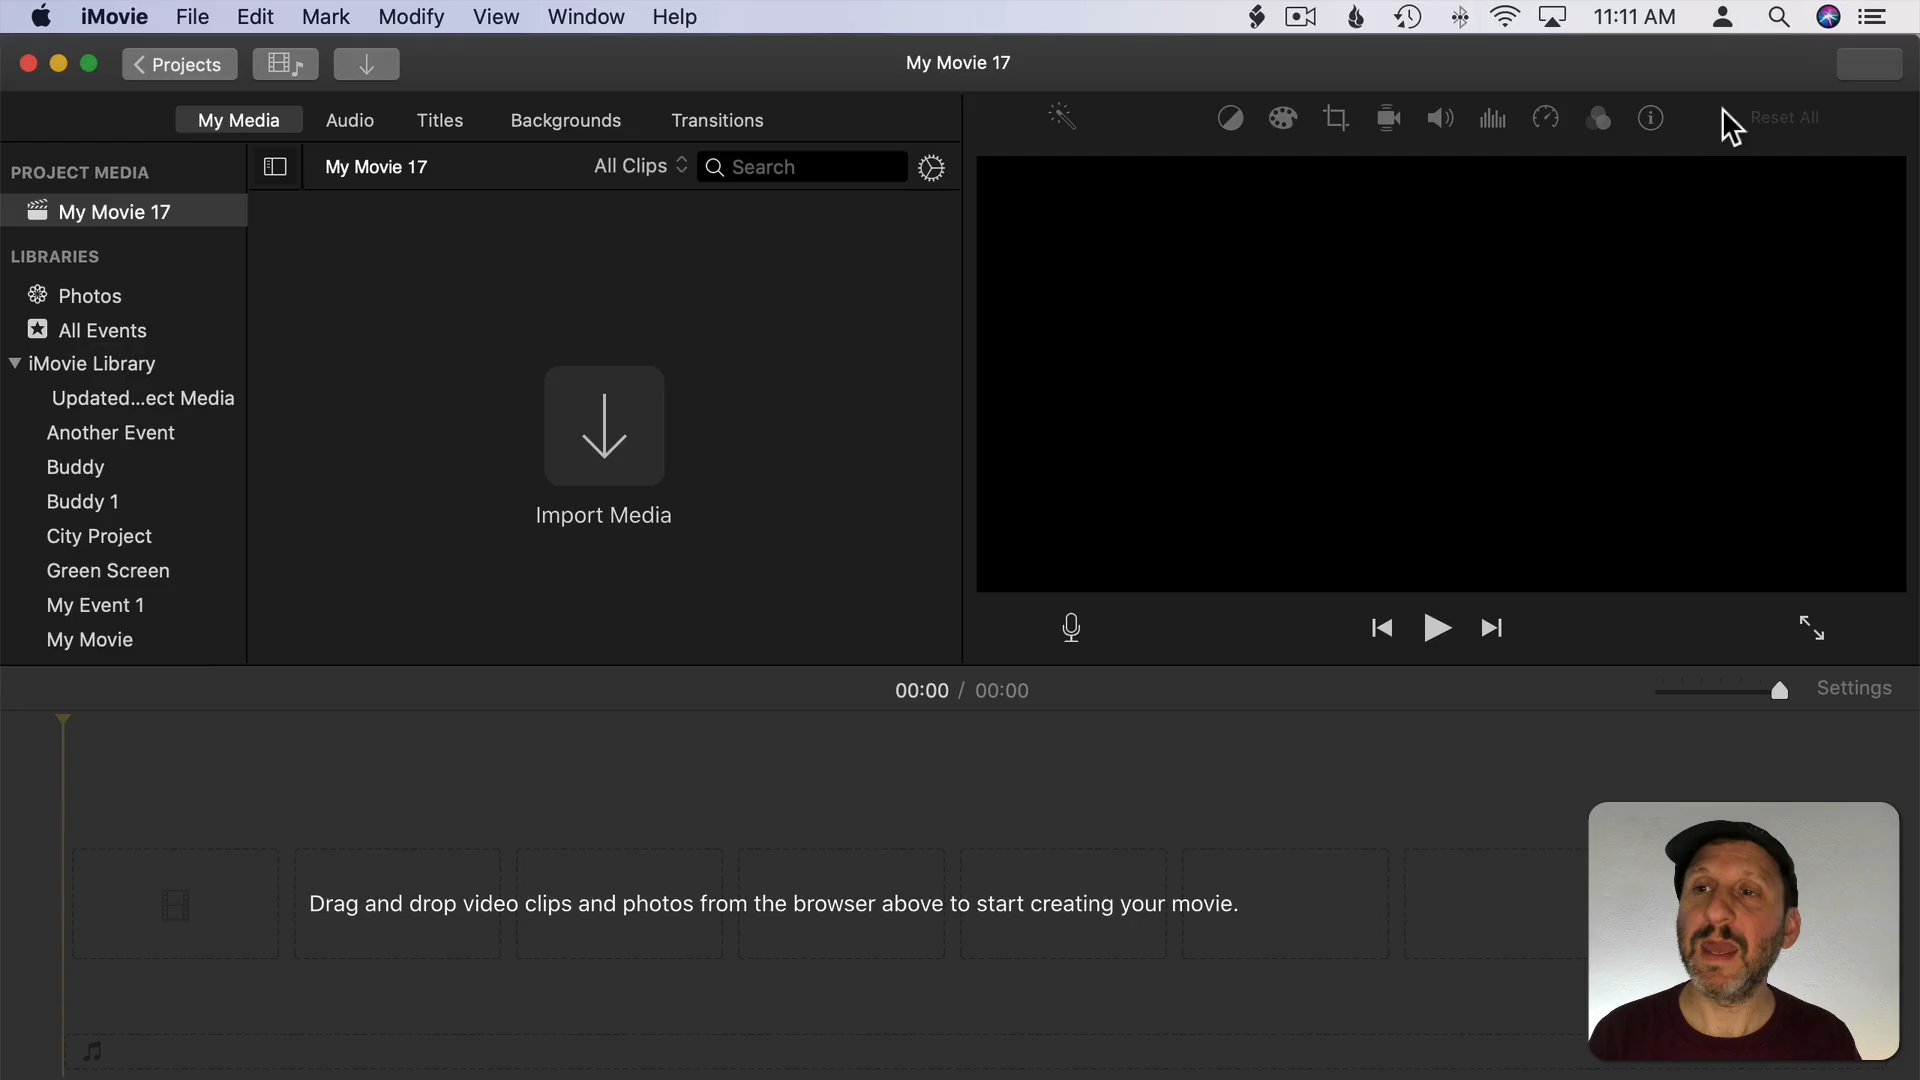 iMovie File Edit Mark Modify View Window Help 11:11 AM
Projects My Movie 17
My Media Audio Titles Backgrounds Transitions Reset All
PROJECT MEDIA My Movie 17 All Clips Search
My Movie 17
LIBRARIES
Photos
All Events
iMovie Library
Updated...ect Media
Another Event
Buddy
Buddy 1
City Project
Green Screen
My Event 1
My Movie
Import Media
00:00 / 00:00 Settings
Drag and drop video clips and photos from the browser above to start creating your movie.